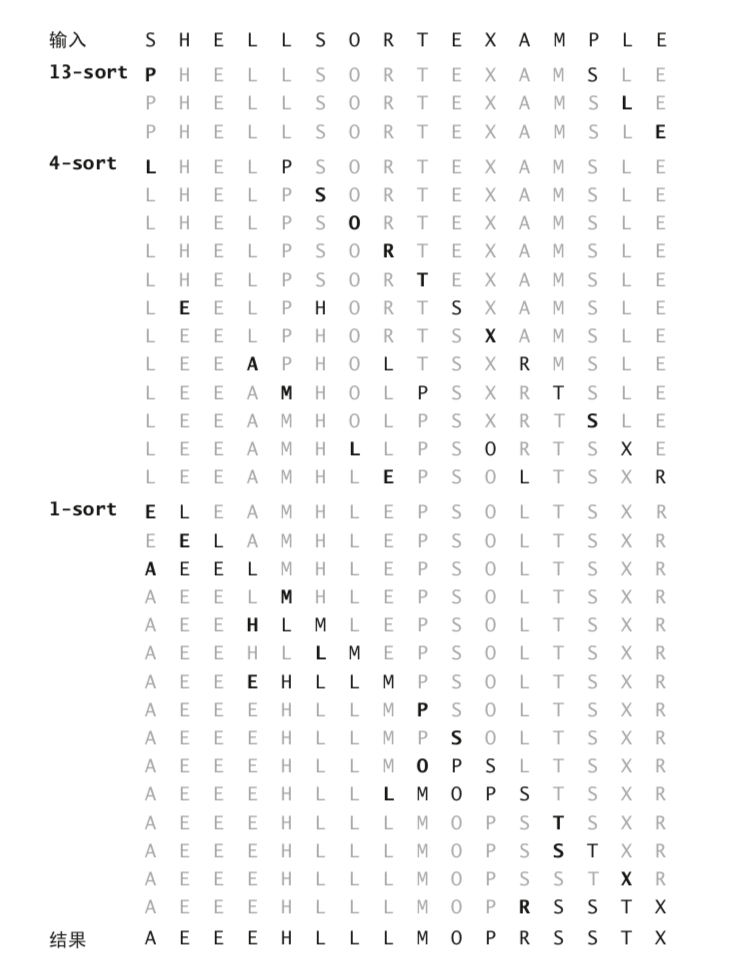 输入 S H E L L S O R T E X A M P L E
13-sort P H E L L S O R T E X A M S L E
P H E L L S O R T E X A M S L E
P H E L L S O R T E X A M S L E
4-sort L H E L P S O R T E X A M S L E
L H E L P S O R T E X A M S L E
L H E L P S O R T E X A M S L E
L H E L P S O R T E X A M S L E
L H E L P S O R T E X A M S L E
L E E L P H O R T S X A M S L E
L E E L P H O R T S X A M S L E
L E E A P H O L T S X R M S L E
L E E A M H O L P S X R T S L E
L E E A M H O L P S X R T S L E
L E E A M H L L P S O R T S X E
L E E A M H L E P S O L T S X R
1-sort E L E A M H L E P S O L T S X R
E E L A M H L E P S O L T S X R
A E E L M H L E P S O L T S X R
A E E L M H L E P S O L T S X R
A E E H L M L E P S O L T S X R
A E E H L L M E P S O L T S X R
A E E E H L L M P S O L T S X R
A E E E H L L M P S O L T S X R
A E E E H L L M P S O L T S X R
A E E E H L L M O P S L T S X R
A E E E H L L L M O P S T S X R
A E E E H L L L M O P S T S X R
A E E E H L L L M O P S S T X R
A E E E H L L L M O P S S T X R
A E E E H L L L M O P R S S T X
结果 A E E E H L L L M O P R S S T X